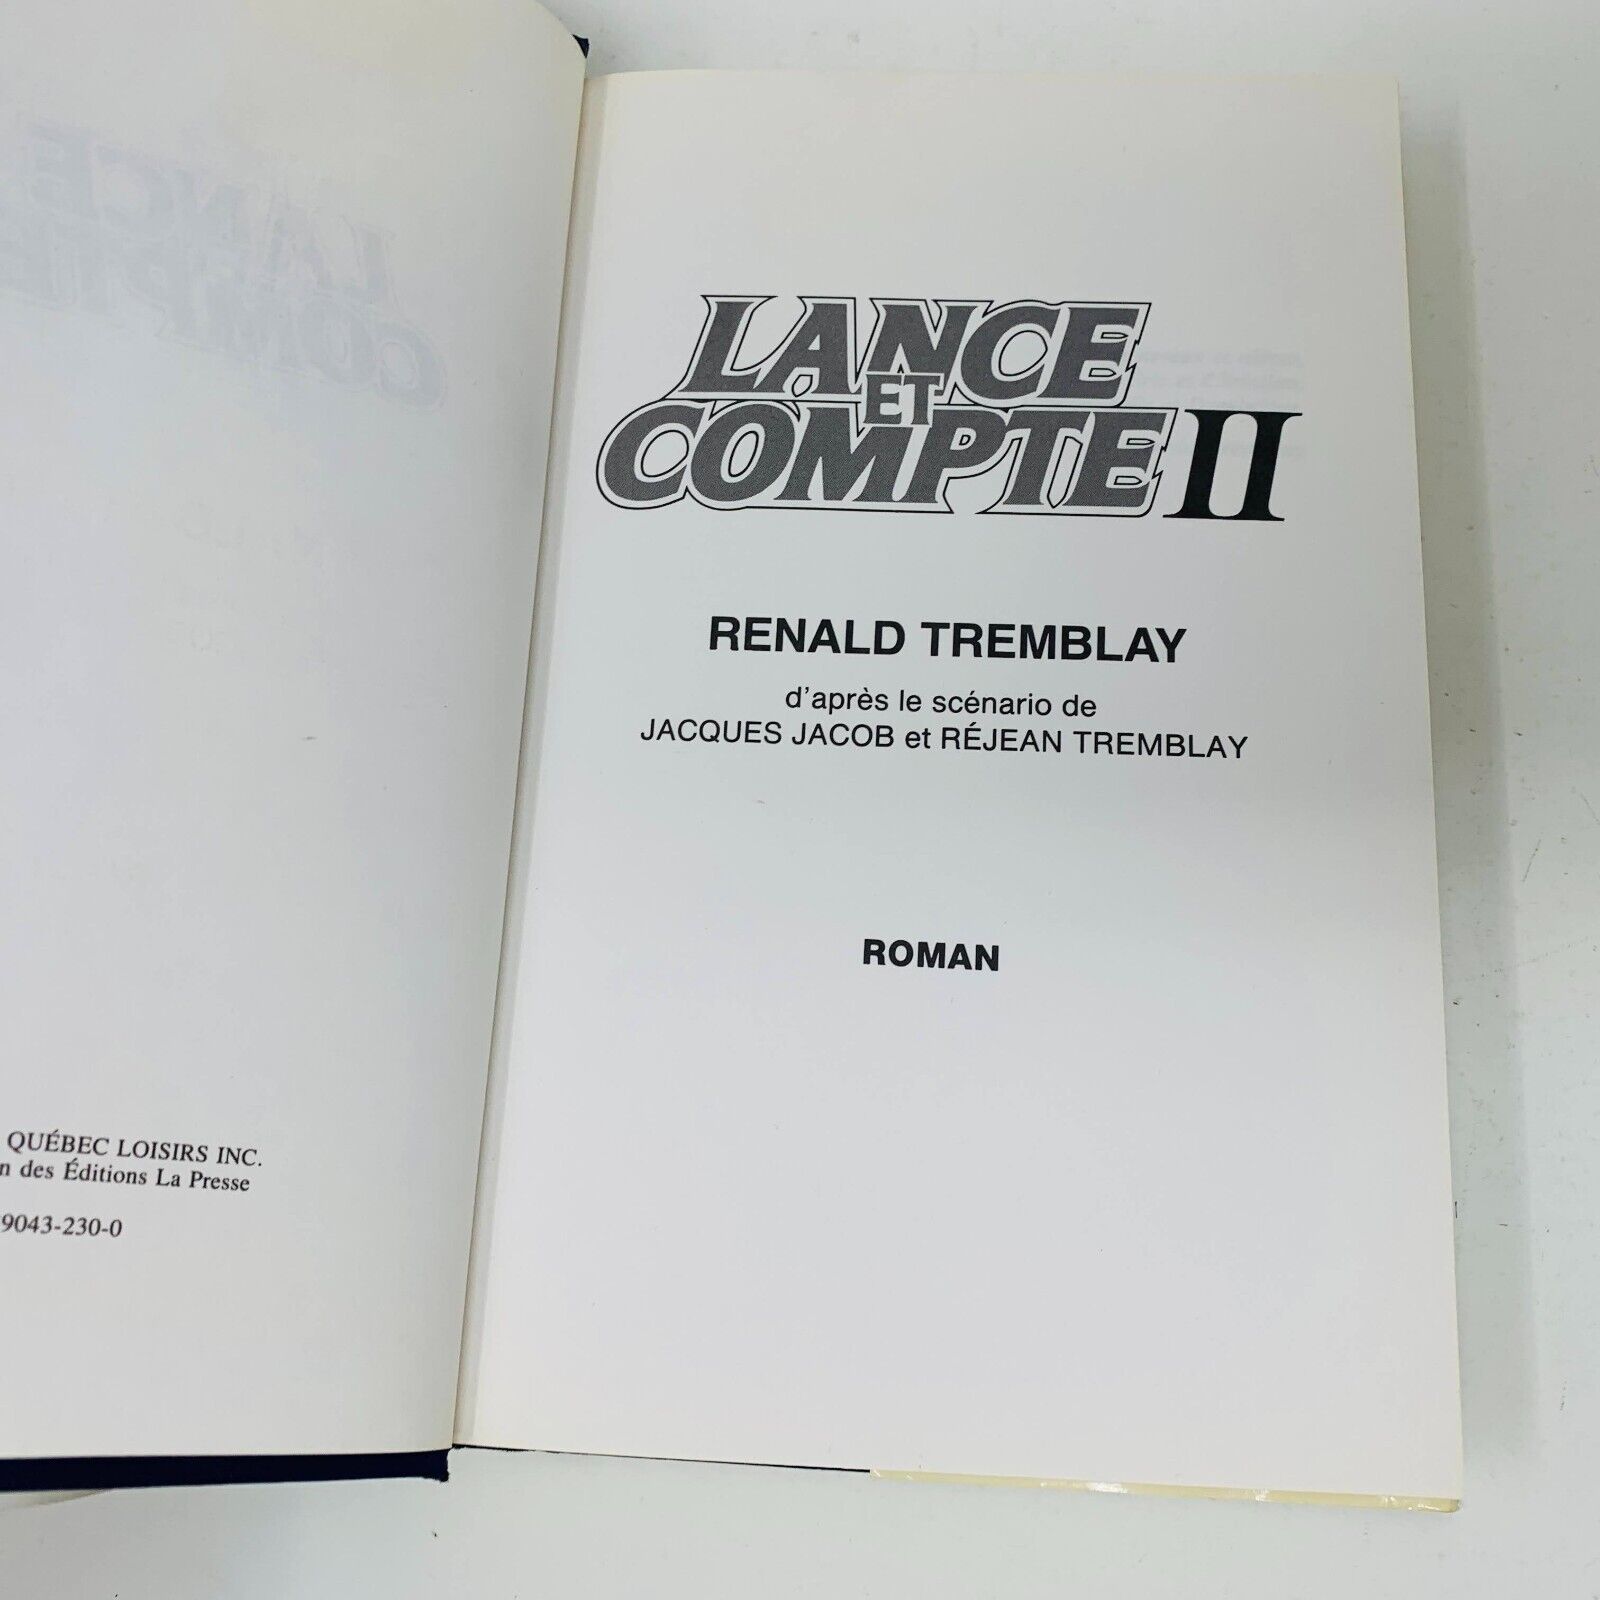 QUÉBEC LOISIRS INC.
des Éditions La Presse
9043-230-0
LANCE
ET
COMPTE II
RENALD TREMBLAY
d'après le scénario de
JACQUES JACOB et RÉJEAN TREMBLAY
ROMAN